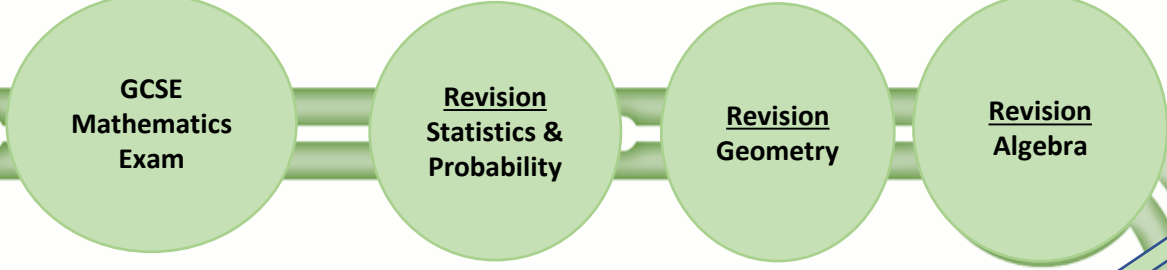 GCSE
Mathematics
Exam
Revision
Statistics &
Probability
Revision
Geometry
Revision
Algebra